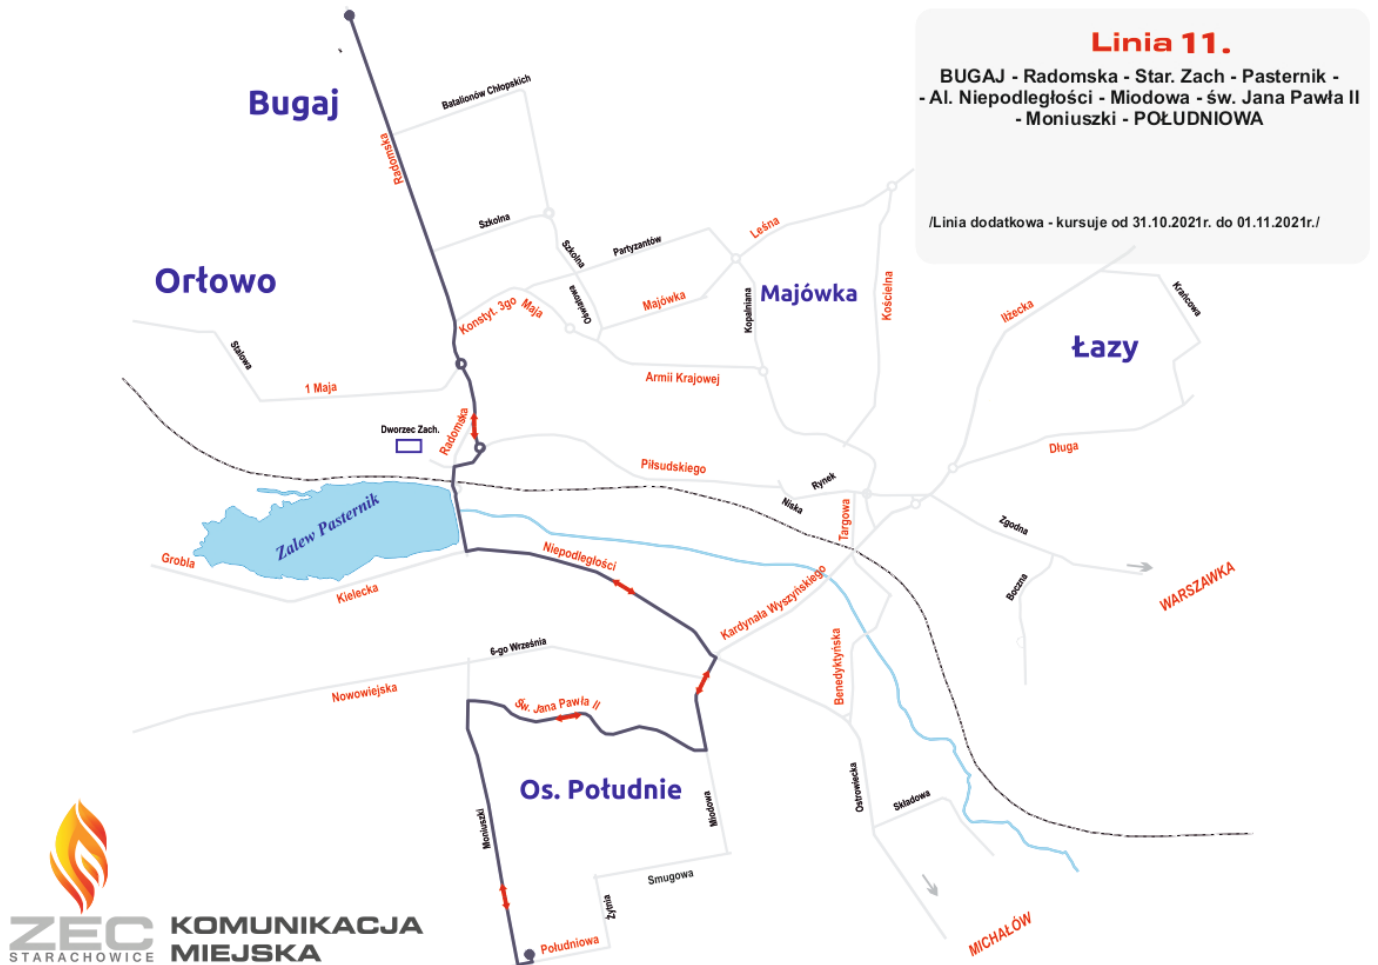 Linia 11.
BUGAJ - Radomska - Star. Zach - Pasternik -
- Al. Niepodległości - Miodowa - św. Jana Pawła II
- Moniuszki - POŁUDNIOWA
/Linia dodatkowa - kursuje od 31.10.2021r. do 01.11.2021r./
Bugaj
Batalionów Chłopskich
Radomska
Szkolna
Szkolna
Partyzantów
Leśna
Orłowo
Konstyt. 3go Maja
Oświatowa
Majówka
Kopalniana
Majówka
Kościelna
Iłżecka
Krańcowa
Łazy
Stalowa
1 Maja
Armii Krajowej
Dworzec Zach.
Radomska
Piłsudskiego
Rynek
Niska
Targowa
Długa
Zgodna
Zalew Pasternik
Grobla
Kielecka
Niepodległości
Kardynała Wyszyńskiego
Boczna
WARSZAWKA
6-go Września
Nowowiejska
Św. Jana Pawła II
Benedyktyńska
Os. Południe
Moniuszki
Miodowa
Ostrowiecka
Składowa
Smugowa
Żytnia
Południowa
MICHAŁÓW
ZEC
STARACHOWICE
KOMUNIKACJA
MIEJSKA